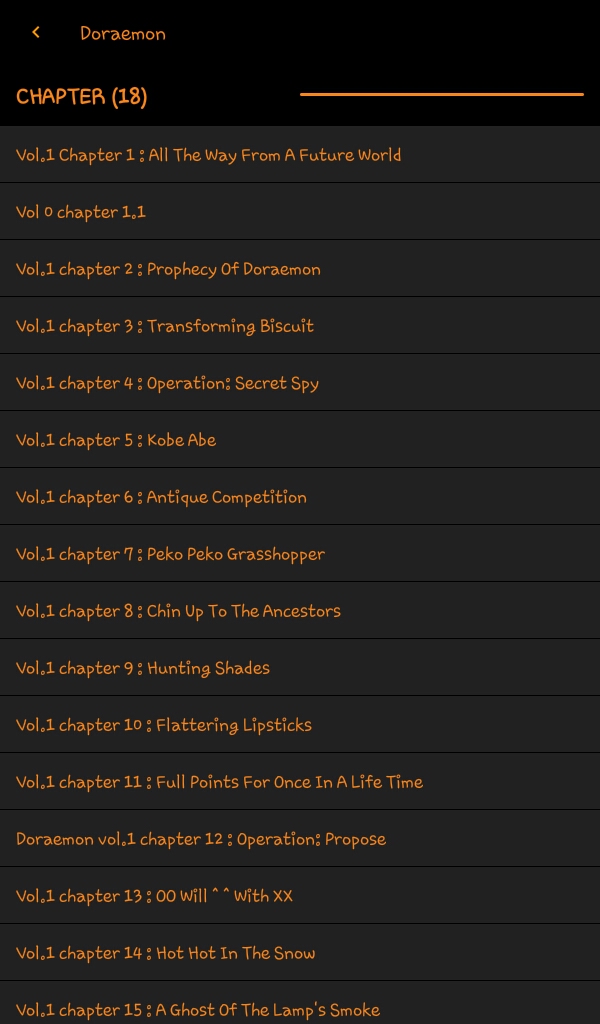 Doraemon
CHAPTER (18)
Vol.1 Chapter 1 : All The Way From A Future World
Vol 0 chapter 1.1
Vol.1 chapter 2 : Prophecy Of Doraemon
Vol.1 chapter 3 : Transforming Biscuit
Vol.1 chapter 4 : Operation: Secret Spy
Vol.1 chapter 5 : Kobe Abe
Vol.1 chapter 6 : Antique Competition
Vol.1 chapter 7 : Peko Peko Grasshopper
Vol.1 chapter 8 : Chin Up To The Ancestors
Vol.1 chapter 9 : Hunting Shades
Vol.1 chapter 10 : Flattering Lipsticks
Vol.1 chapter 11 : Full Points For Once In A Life Time
Doraemon vol.1 chapter 12 : Operation: Propose
Vol.1 chapter 13 : OO Will ^ ^ With XX
Vol.1 chapter 14 : Hot Hot In The Snow
Vol.1 chapter 15 : A Ghost Of The Lamp's Smoke